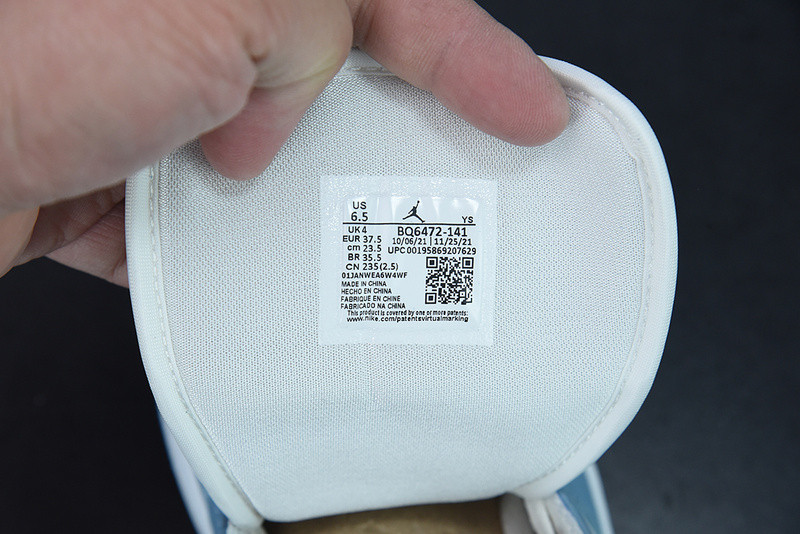 US
6.5
YS
UK 4
EUR 37.5
cm 23.5
BR 35.5
CN 235(2.5)
BQ6472-141
10/06/21 | 11/25/21
UPC00195869207629
01JANWEA6W4WF
MADE IN CHINA
HECHO EN CHINA
FABRIQUE EN CHINE
FABRICADO NA CHINA
This product is covered by one or more patents:
www.nike.com/patentsvirtualmarking